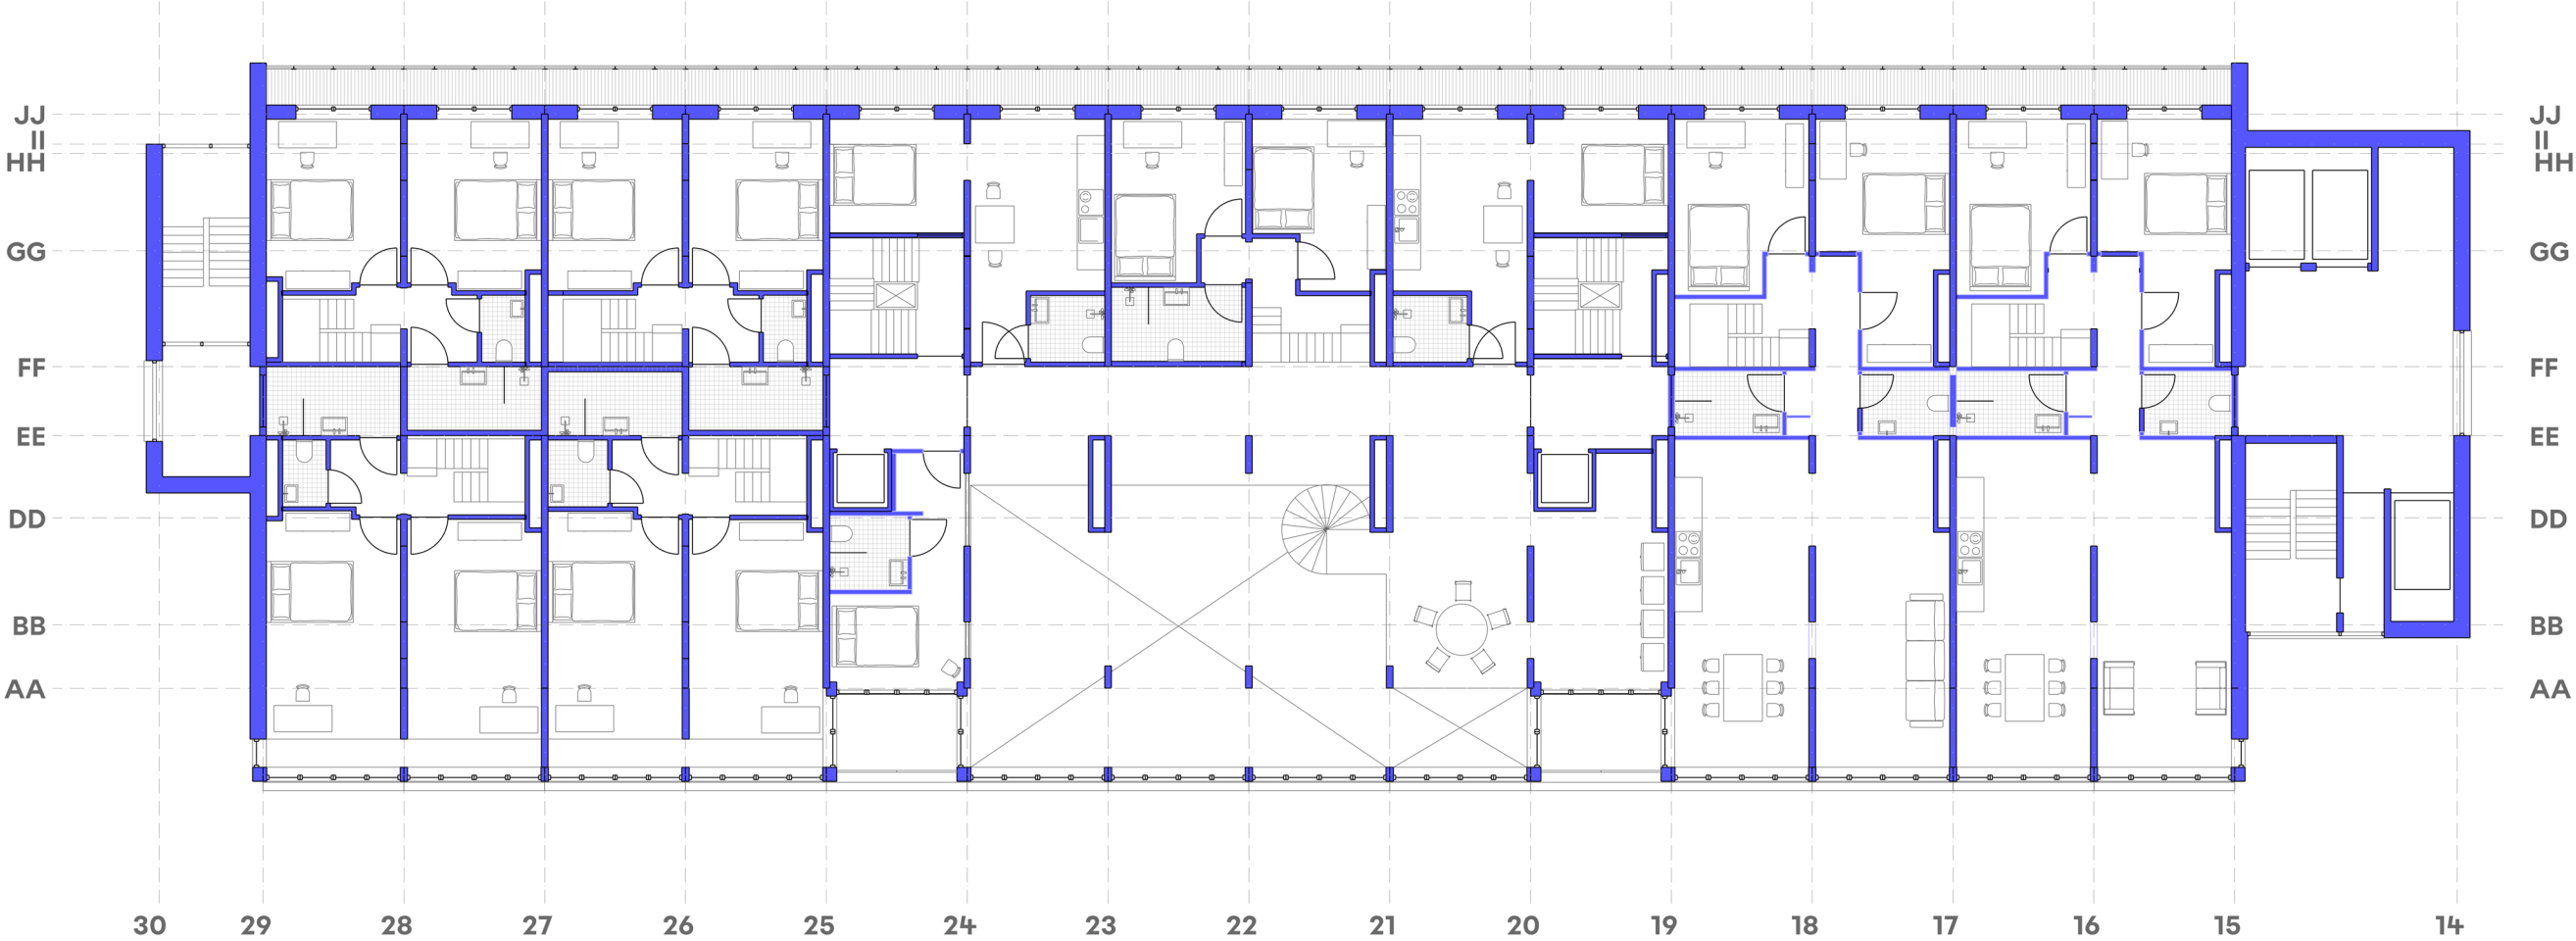 JJ JJ
II II
HH HH
GG GG
FF FF
EE EE
DD DD
BB BB
AA AA
30 29 28 27 26 25 24 23 22 21 20 19 18 17 16 15 14